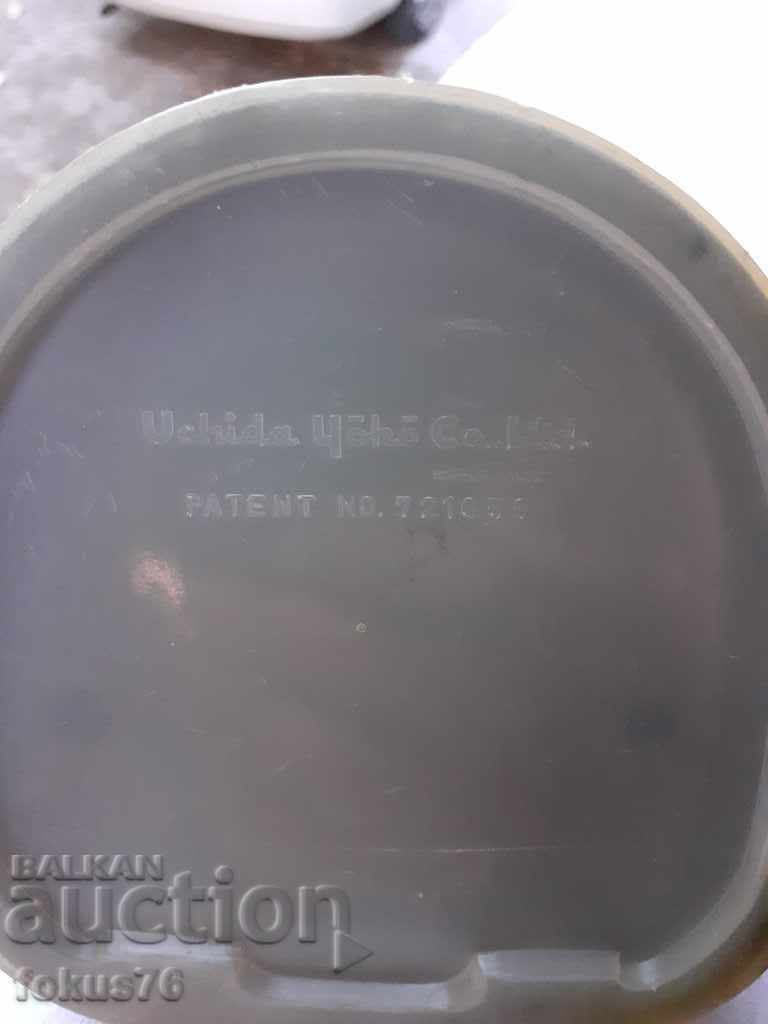 Uchida Yōkō Co., Ltd.
PATENT NO.
BALKAN
auction
fokus76